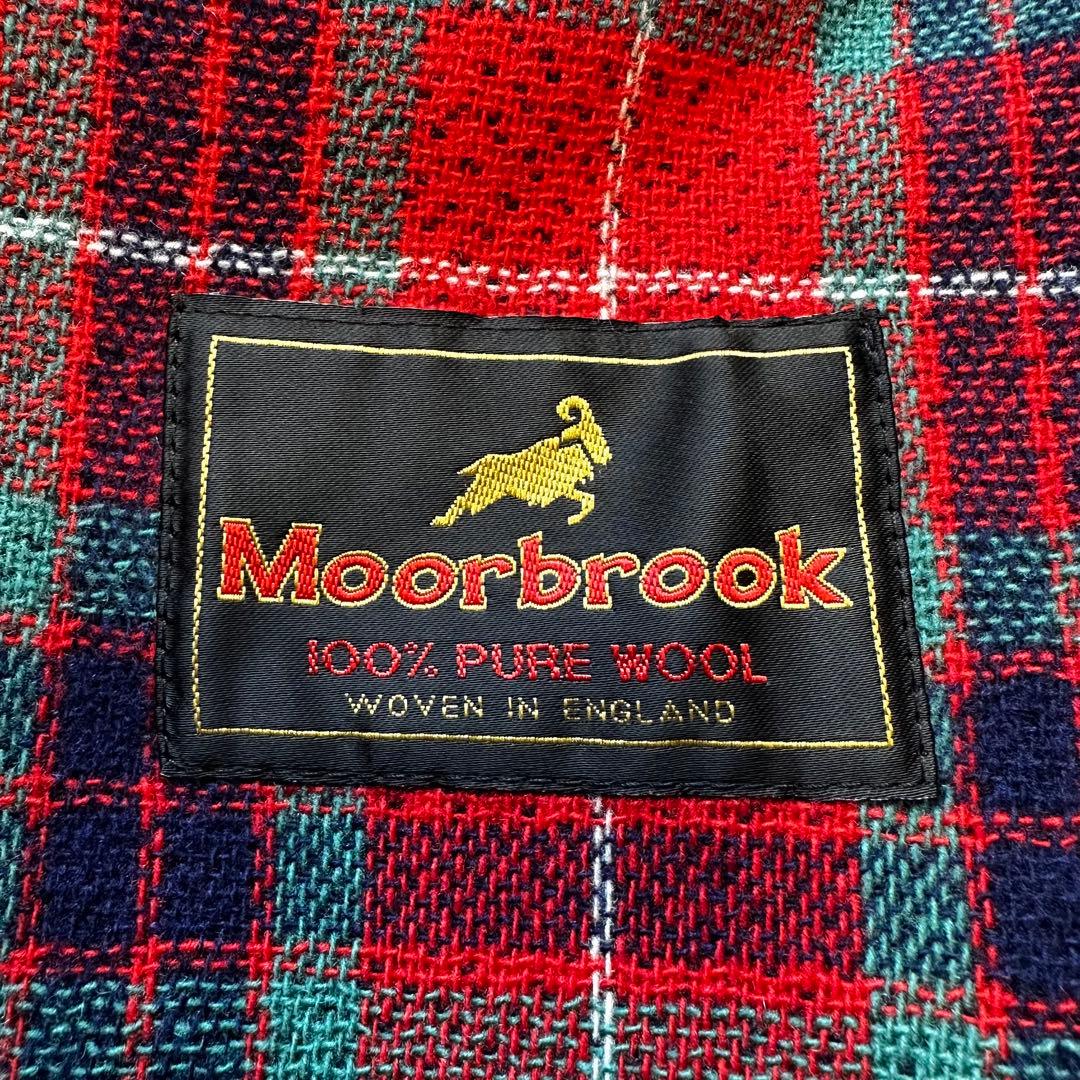 Moorbrook
100% PURE WOOL
WOVEN IN ENGLAND